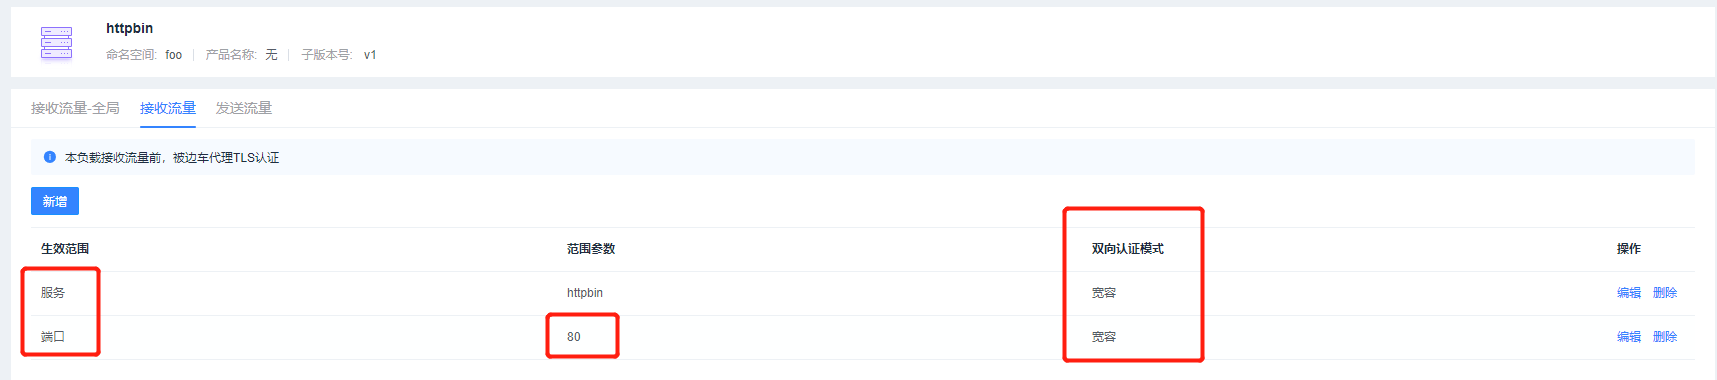 httpbin
命名空间: foo 产品名称: 无 子版本号: v1
接收流量-全局 接收流量 发送流量
本负载接收流量前，被边车代理TLS认证
新增
生效范围 范围参数 双向认证模式 操作
服务 httpbin 宽容 编辑 删除
端口 80 宽容 编辑 删除